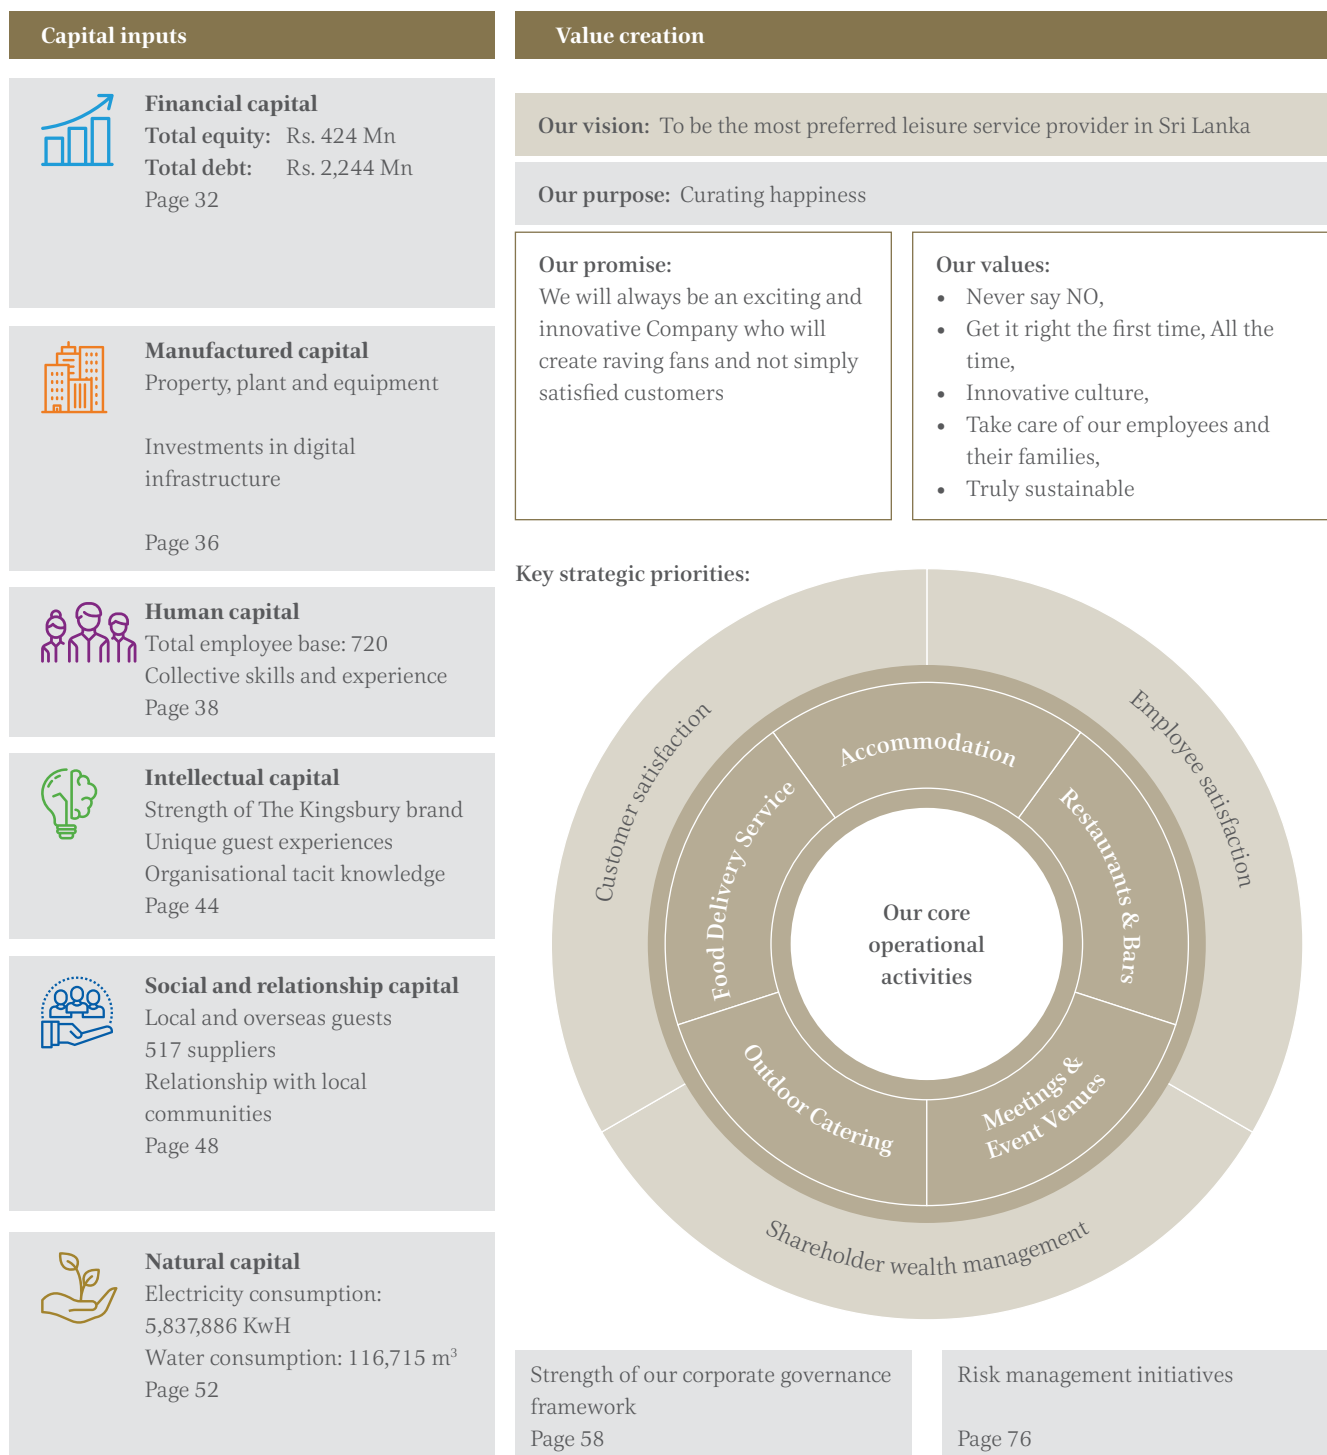 Capital inputs
Financial capital
Total equity: Rs. 424 Mn
Total debt: Rs. 2,244 Mn
Page 32
Manufactured capital
Property, plant and equipment
Investments in digital
infrastructure
Page 36
Human capital
Total employee base: 720
Collective skills and experience
Page 38
Intellectual capital
Strength of The Kingsbury brand
Unique guest experiences
Organisational tacit knowledge
Page 44
Social and relationship capital
Local and overseas guests
517 suppliers
Relationship with local
communities
Page 48
Natural capital
Electricity consumption:
5,837,886 KwH
Water consumption: 116,715 m³
Page 52
Value creation
Our vision: To be the most preferred leisure service provider in Sri Lanka
Our purpose: Curating happiness
Our promise:
We will always be an exciting and
innovative Company who will
create raving fans and not simply
satisfied customers
Our values:
• Never say NO,
• Get it right the first time, All the
time,
• Innovative culture,
• Take care of our employees and
their families,
• Truly sustainable
Key strategic priorities:
Customer satisfaction
Employee satisfaction
Shareholder wealth management
Accommodation
Restaurants & Bars
Meetings &
Event Venues
Outdoor Catering
Food Delivery Service
Our core
operational
activities
Strength of our corporate governance
framework
Page 58
Risk management initiatives
Page 76